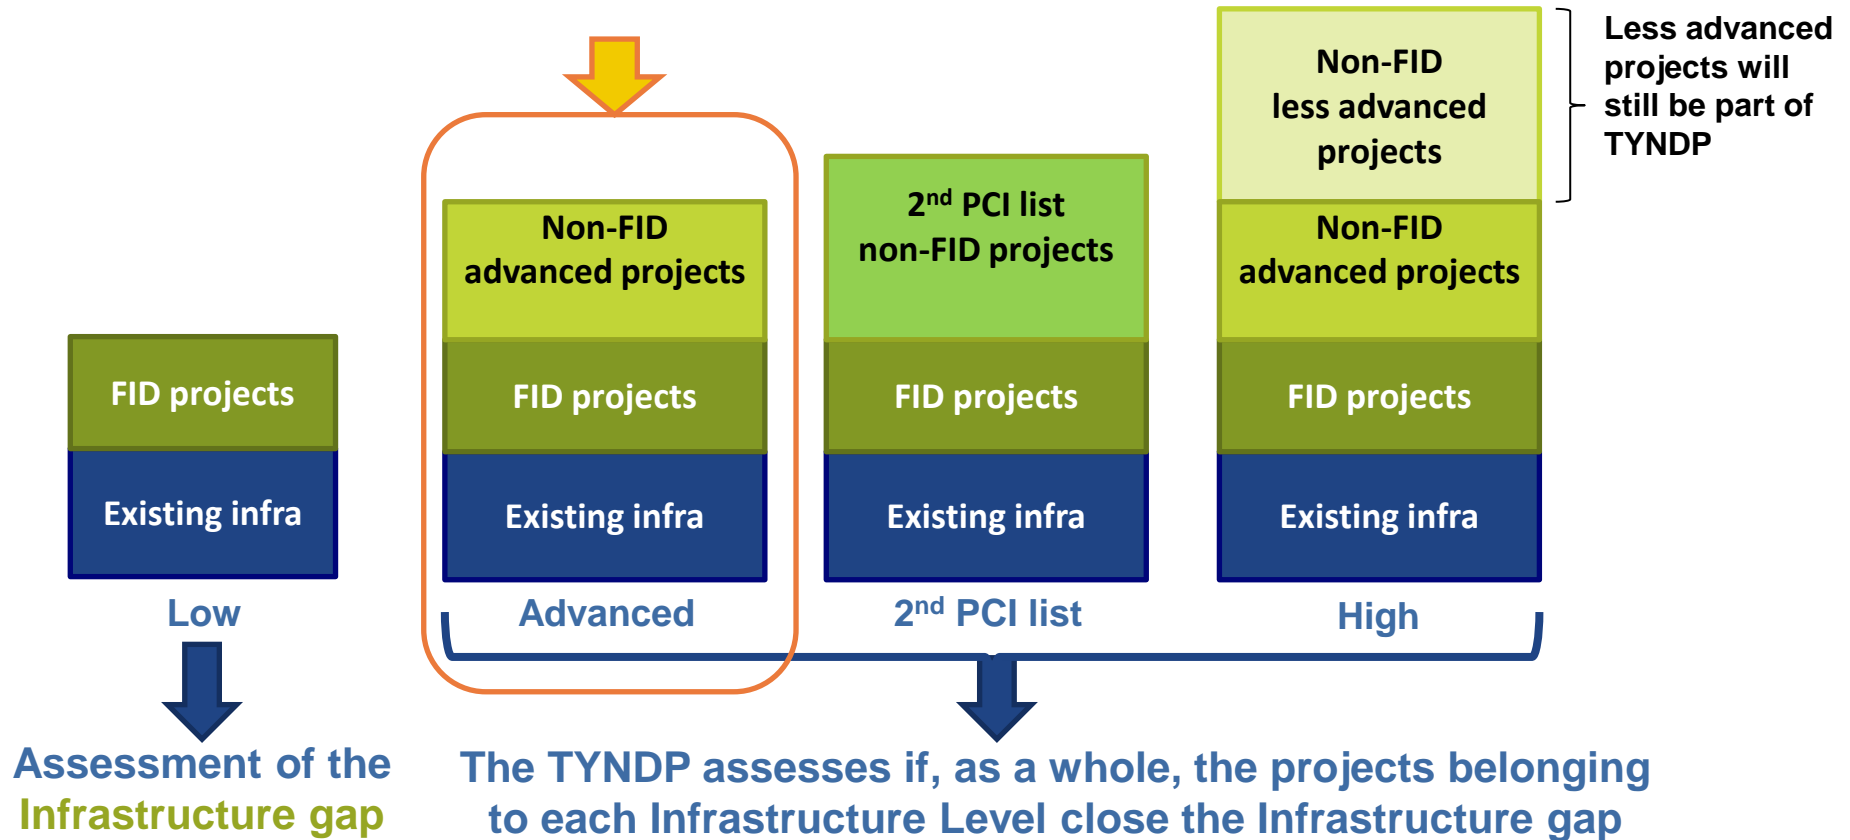 Less advanced
projects will
still be part of
TYNDP
Non-FID
less advanced
projects
Non-FID
advanced projects
2nd PCI list
non-FID projects
Non-FID
advanced projects
FID projects
FID projects
FID projects
FID projects
Existing infra
Existing infra
Existing infra
Existing infra
Low
Advanced
2nd PCI list
High
Assessment of the
Infrastructure gap
The TYNDP assesses if, as a whole, the projects belonging
to each Infrastructure Level close the Infrastructure gap